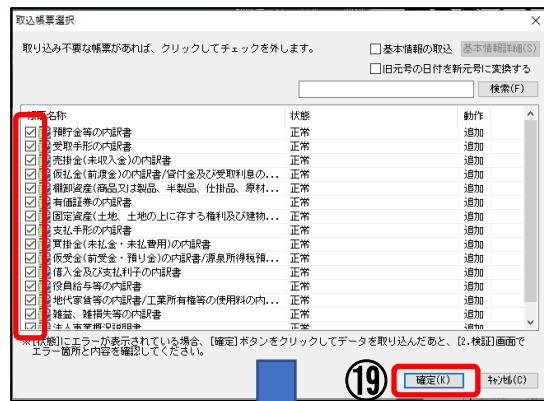 取込帳票選択
取り込み不要な帳票があれば、クリックしてチェックを外します。
基本情報の取込 基本情報詳細(S)
旧元号の日付を新元号に変換する
検索(F)
帳票名称 状態 動作
預貯金等の内訳書 正常 追加
受取手形の内訳書 正常 追加
売掛金(未収入金)の内訳書 正常 追加
仮払金(前渡金)の内訳書/貸付金及び受取利息の... 正常 追加
棚卸資産(商品又は製品、半製品、仕掛品、原材... 正常 追加
有価証券の内訳書 正常 追加
固定資産(土地、土地の上に存する権利及び建物... 正常 追加
支払手形の内訳書 正常 追加
買掛金(未払金・未払費用)の内訳書 正常 追加
仮受金(前受金・預り金)の内訳書/源泉所得税預... 正常 追加
借入金及び支払利子の内訳書 正常 追加
役員給与等の内訳書 正常 追加
地代家賃等の内訳書/工業所有権等の使用料の内... 正常 追加
雑益、雑損失等の内訳書 正常 追加
法人事業概況説明書 正常 追加
※[状態]にエラーが表示されている場合、[確定]ボタンをクリックしてデータを取り込んだあと、[2.検証]画面で
エラー箇所と内容を確認してください。
⑲ 確定(K) キャンセル(C)